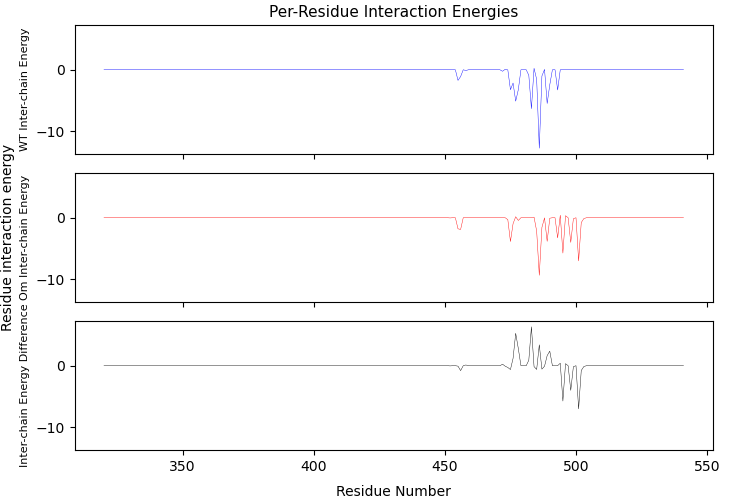 Per-Residue Interaction Energies
WT Inter-chain Energy
0
−10
Residue interaction energy
Om Inter-chain Energy
0
−10
Inter-chain Energy Difference
0
−10
350
400
450
500
550
Residue Number